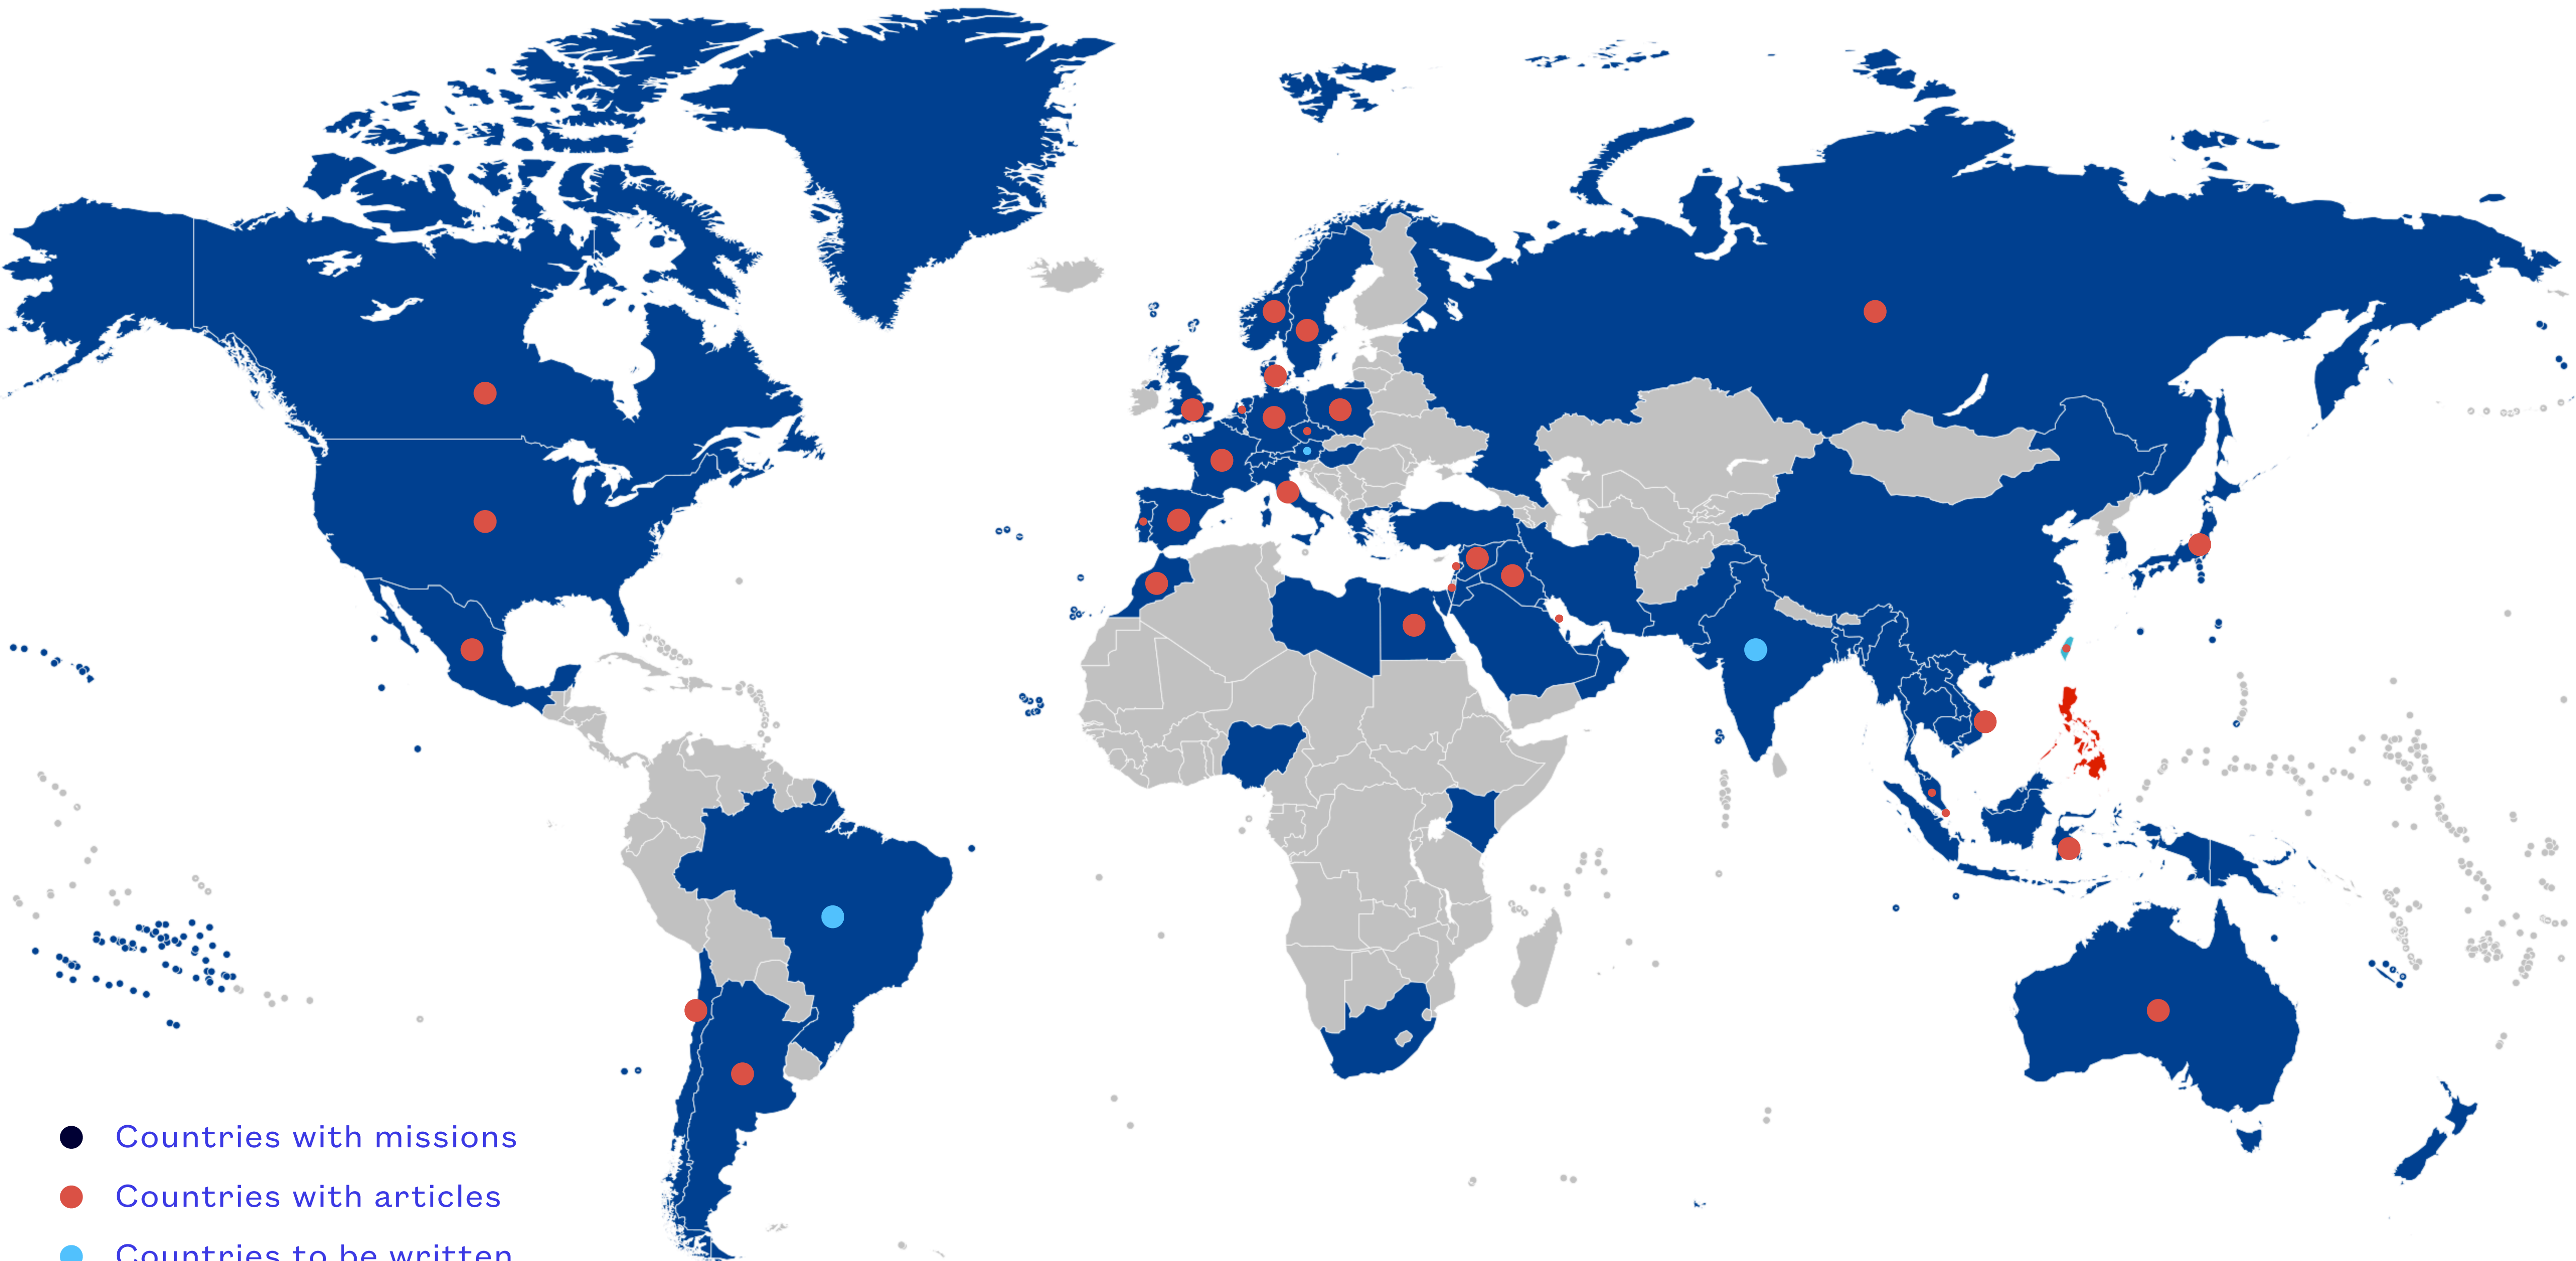 Countries with missions
Countries with articles
Countries to be written